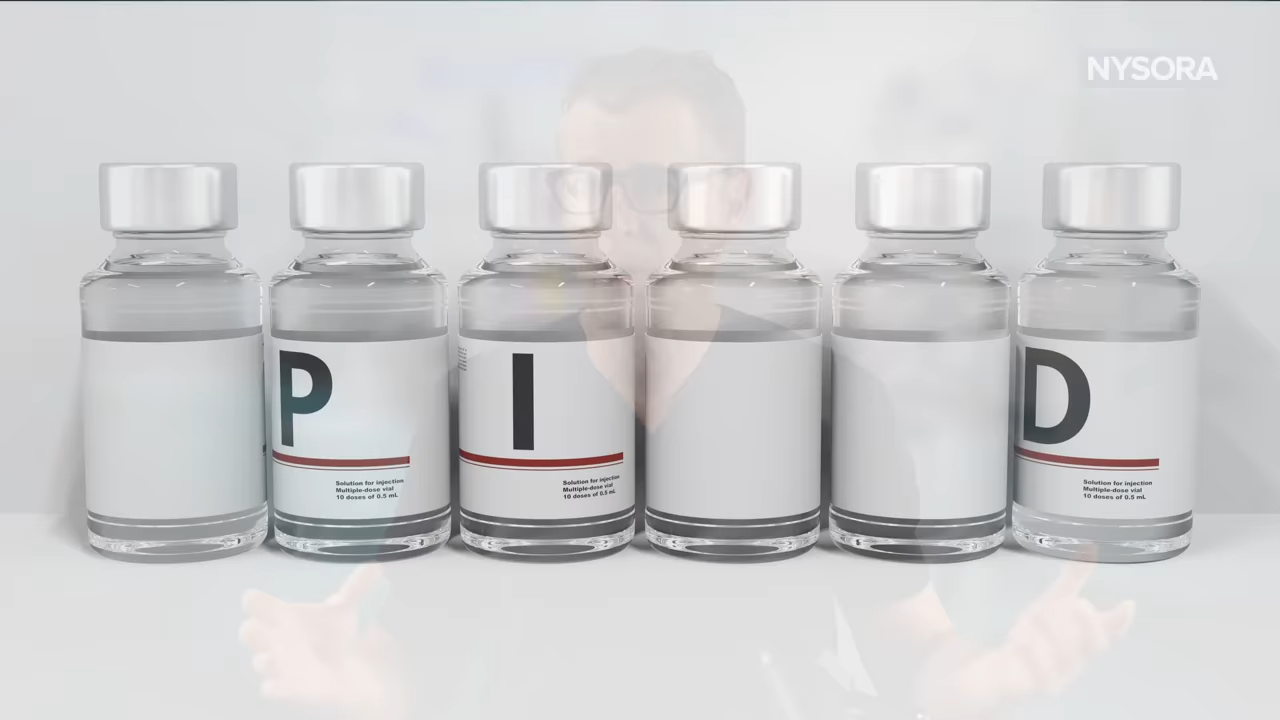 NYSORA
P
I
D
Solution for injection
Multiple-dose vial
10 doses of 0.5 mL
Solution for injection
Multiple-dose vial
10 doses of 0.5 mL
Solution for injection
Multiple-dose vial
10 doses of 0.5 mL